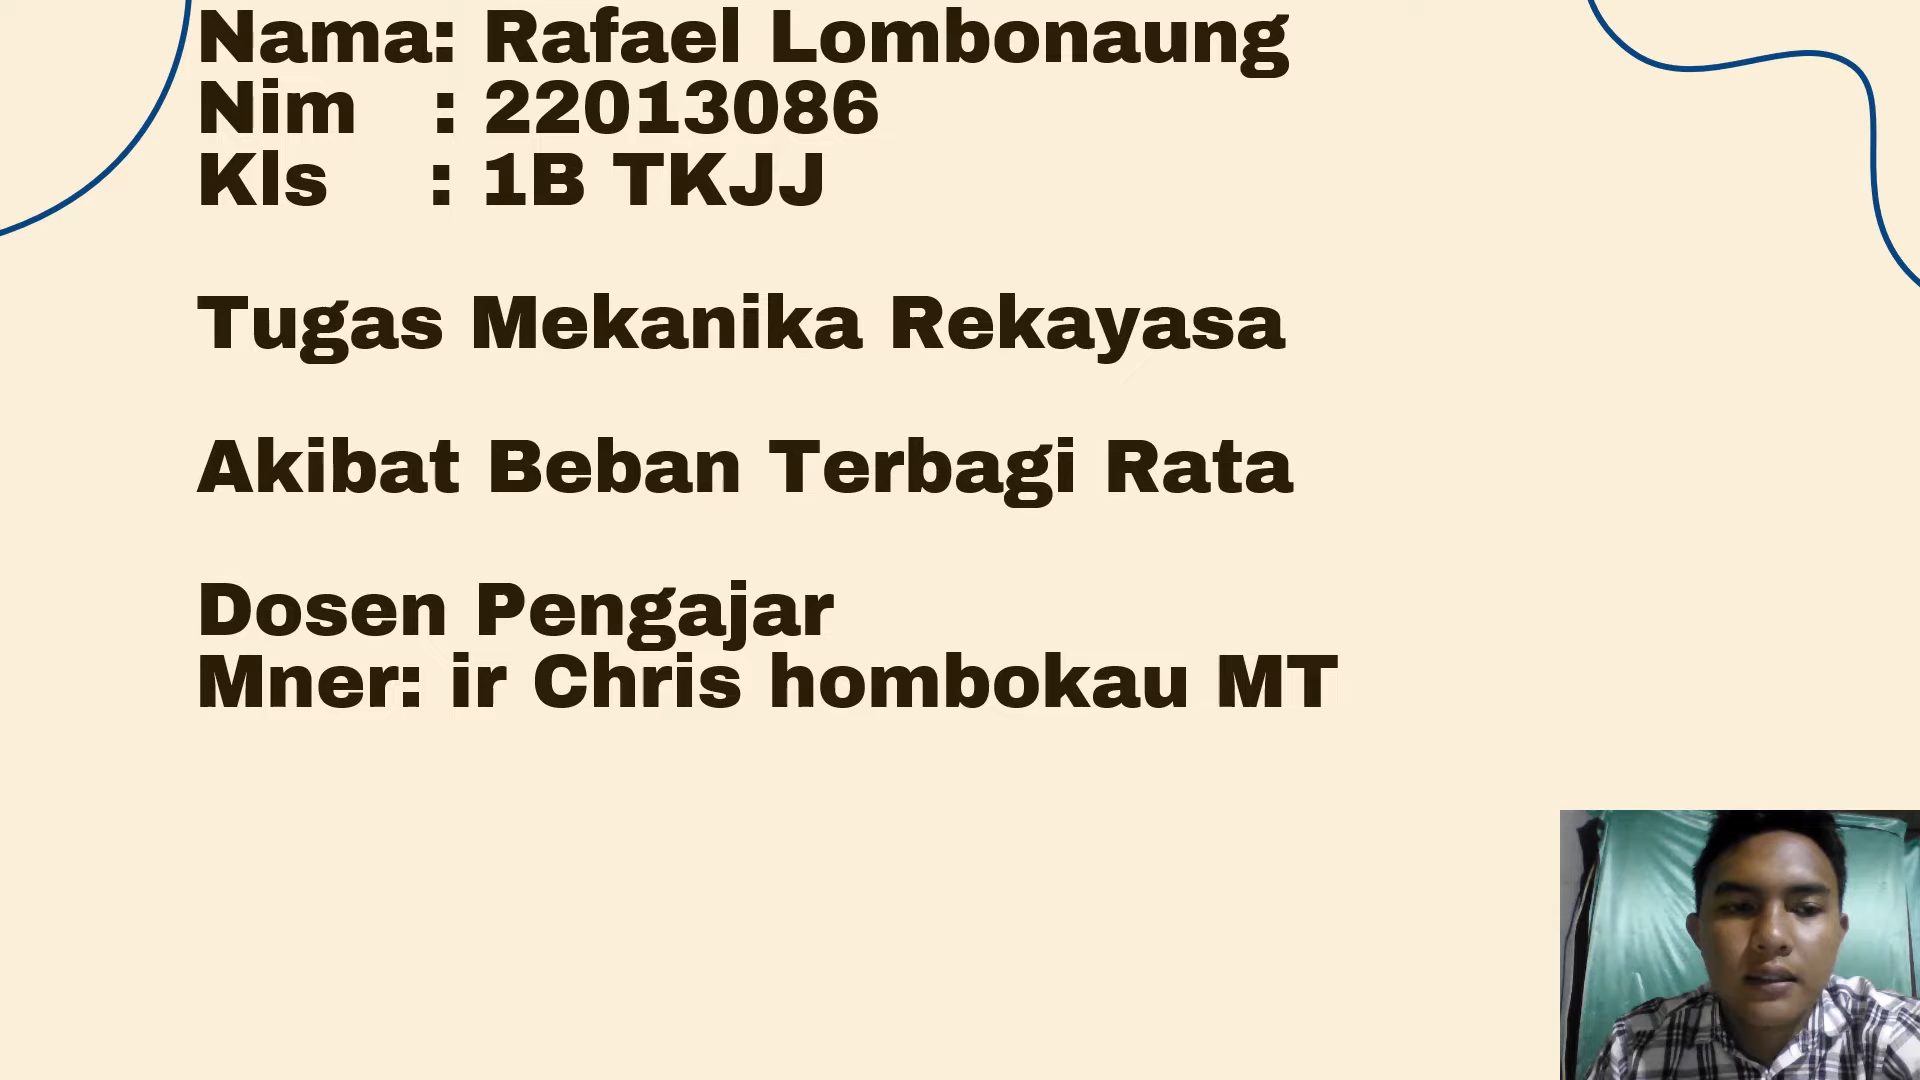 Nama: Rafael Lombonaung
Nim : 22013086
Kls : 1B TKJJ
Tugas Mekanika Rekayasa
Akibat Beban Terbagi Rata
Dosen Pengajar
Mner: ir Chris hombokau MT